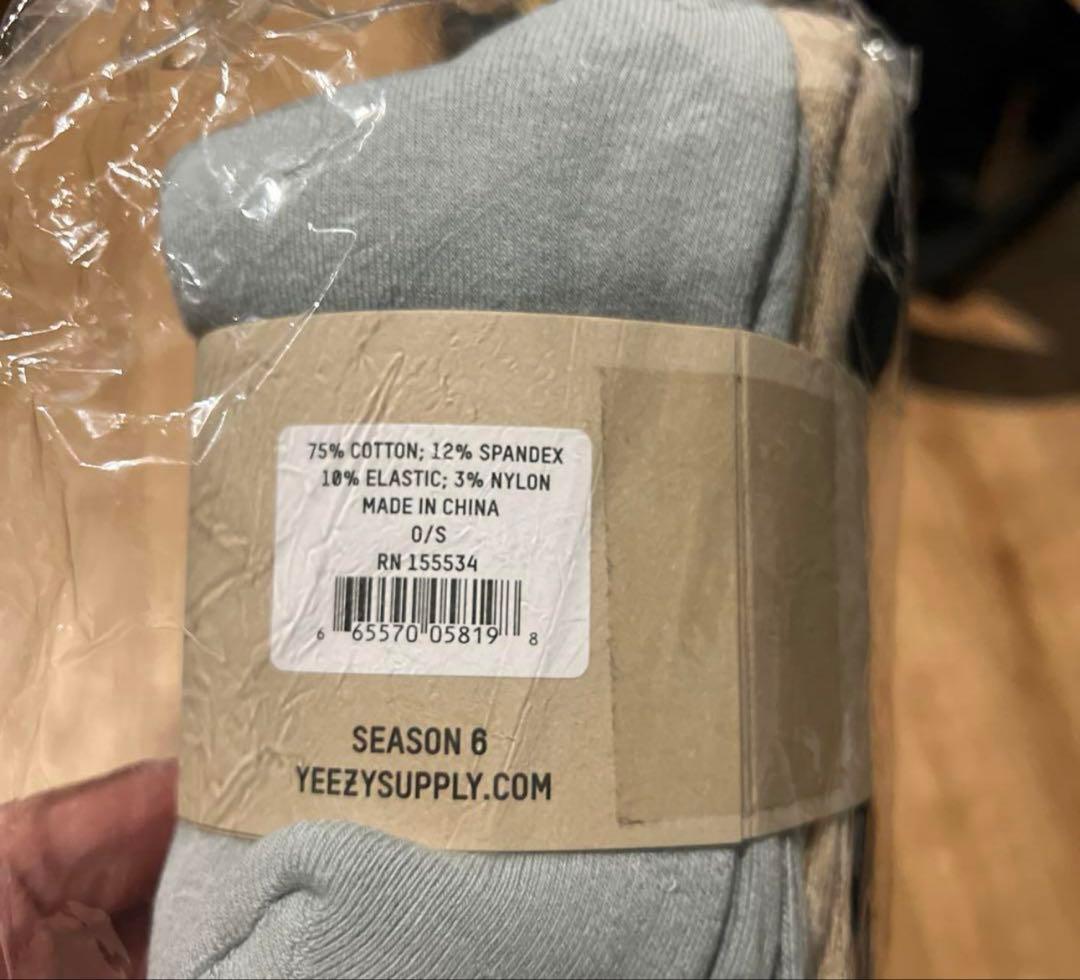 75% COTTON; 12% SPANDEX
10% ELASTIC; 3% NYLON
MADE IN CHINA
O/S
RN 155534
6 65570 05819 8
SEASON 6
YEEZYSUPPLY.COM